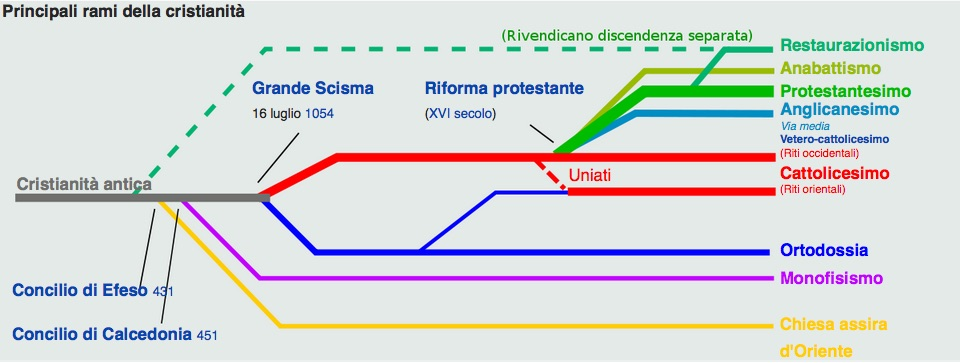 Principali rami della cristianità
(Rivendicano discendenza separata)
Restaurazionismo
Anabattismo
Grande Scisma
Riforma protestante
Protestantesimo
16 luglio 1054
(XVI secolo)
Anglicanesimo
Via media
Vetero-cattolicesimo
(Riti occidentali)
Cristianità antica
Uniati
Cattolicesimo
(Riti orientali)
Ortodossia
Monofisismo
Concilio di Efeso 431
Concilio di Calcedonia 451
Chiesa assira
d'Oriente